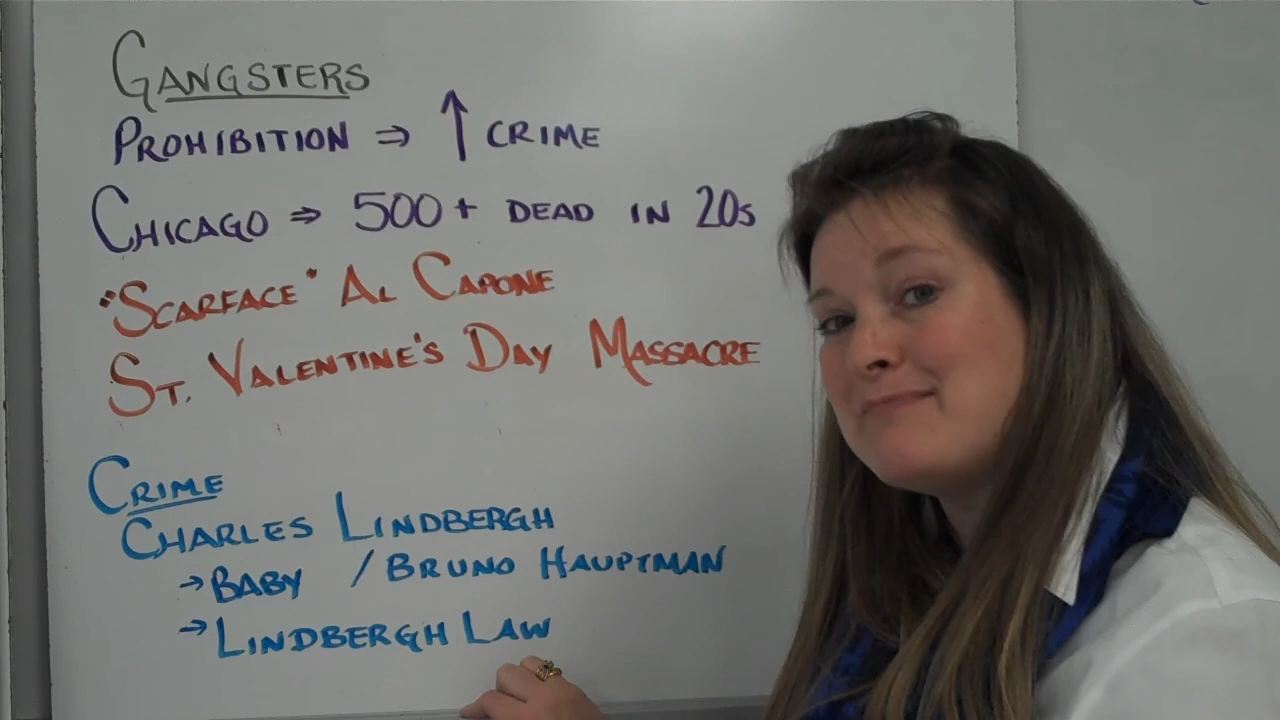 GANGSTERS
PROHIBITION ⇒ ↑ CRIME
CHICAGO ⇒ 500+ DEAD IN 20s
"SCARFACE" AL CAPONE
ST. VALENTINE'S DAY MASSACRE
CRIME
CHARLES LINDBERGH
→ BABY / BRUNO HAUPTMAN
→ LINDBERGH LAW